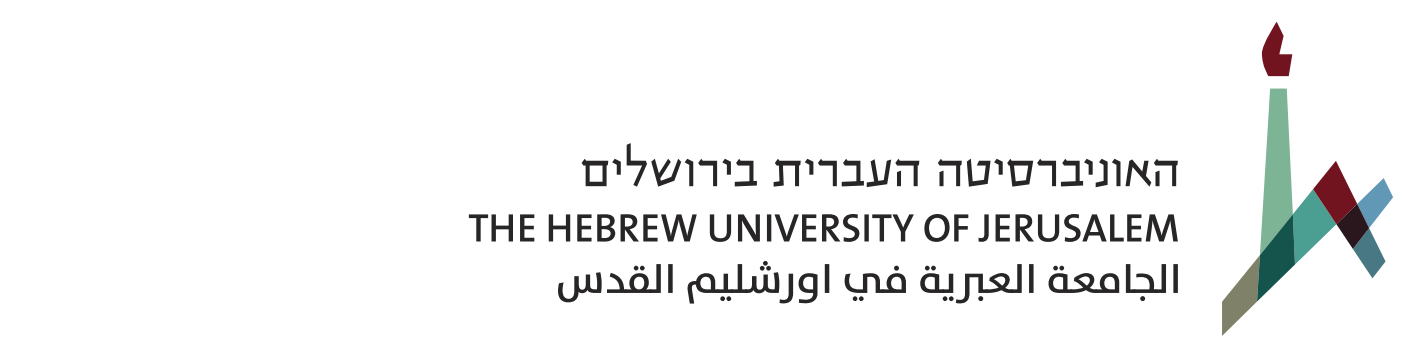 האוניברסיטה העברית בירושלים
THE HEBREW UNIVERSITY OF JERUSALEM
الجامعة العبرية في اورشليم القدس